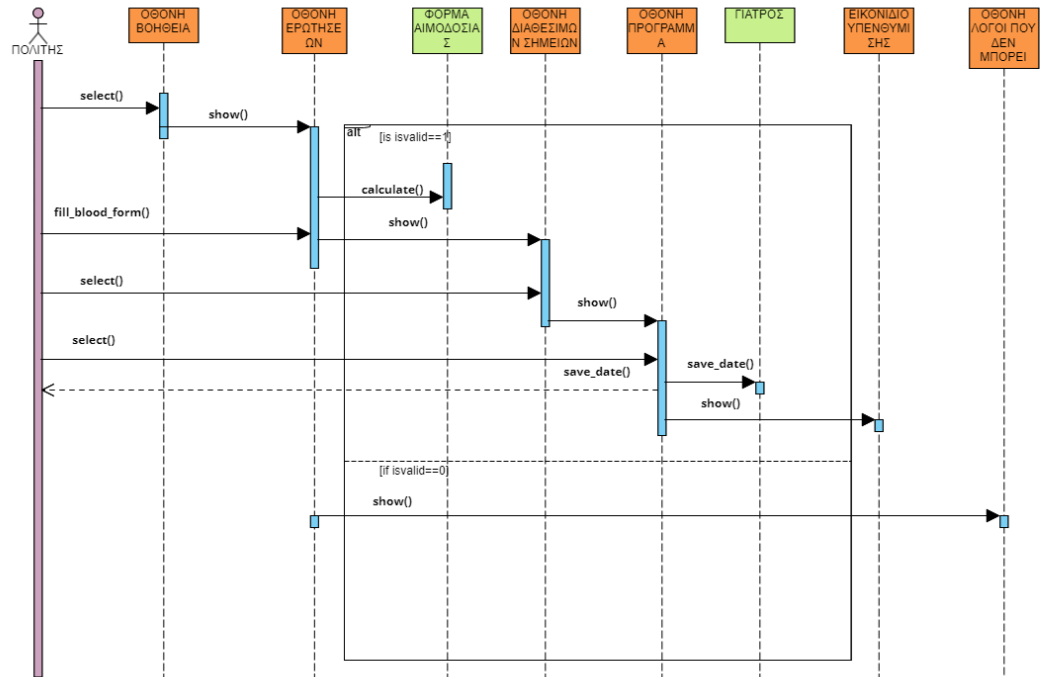 ΠΟΛΙΤΗΣ
ΟΘΟΝΗ
ΒΟΗΘΕΙΑ
ΟΘΟΝΗ
ΕΡΩΤΗΣΕ
ΩΝ
ΦΟΡΜΑ
ΑΙΜΟΔΟΣΙΑ
Σ
ΟΘΟΝΗ
ΔΙΑΘΕΣΙΜΩ
Ν ΣΗΜΕΙΩΝ
ΟΘΟΝΗ
ΠΡΟΓΡΑΜΜ
Α
ΓΙΑΤΡΟΣ
ΕΙΚΟΝΙΔΙΟ
ΥΠΕΝΘΥΜΙ
ΣΗΣ
ΟΘΟΝΗ
ΛΟΓΟΙ ΠΟΥ
ΔΕΝ
ΜΠΟΡΕΙ
select()
show()
alt
[is isvalid==1]
calculate()
fill_blood_form()
show()
select()
show()
select()
save_date()
save_date()
show()
[if isvalid==0]
show()